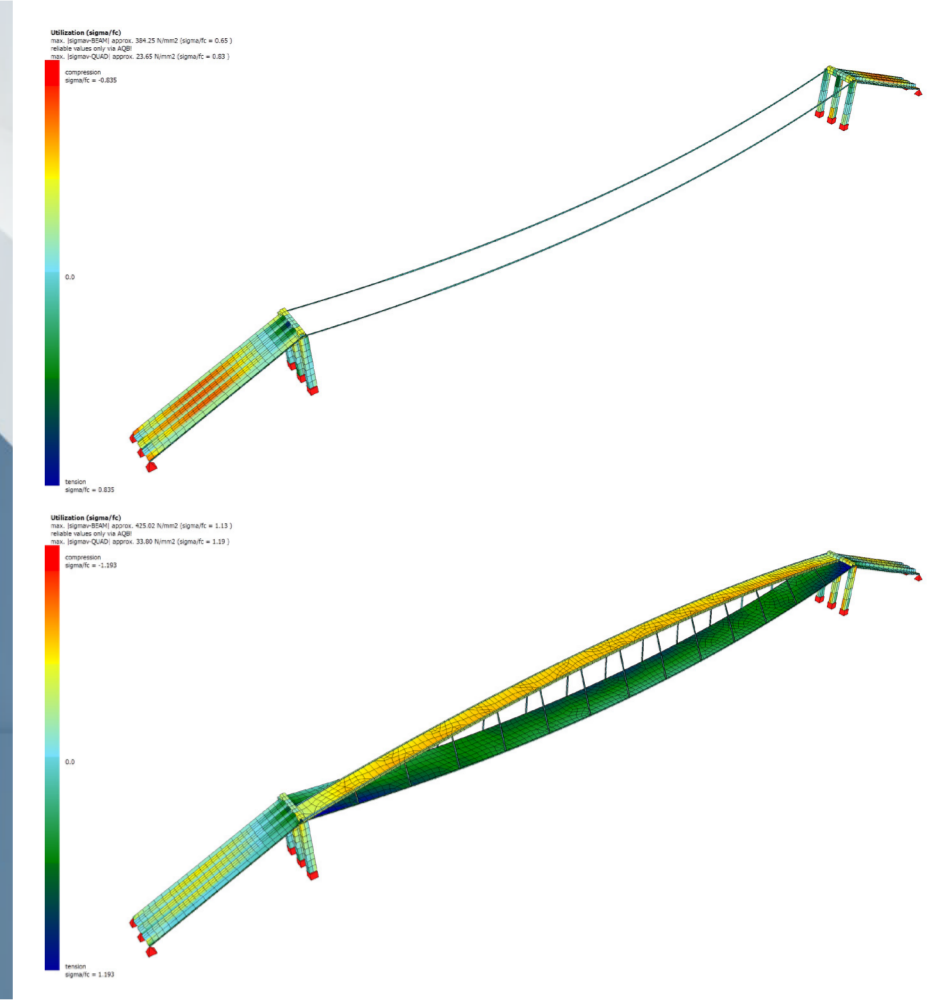 Utilization (sigma/fc)
max. |sigmav-BEAM| approx. 384.25 N/mm2 (sigma/fc = 0.65 )
reliable values only via AQB!
max. |sigmav-QUAD| approx. 23.65 N/mm2 (sigma/fc = 0.83 )
compression
sigma/fc = -0.835
0.0
tension
sigma/fc = 0.835
Utilization (sigma/fc)
max. |sigmav-BEAM| approx. 425.02 N/mm2 (sigma/fc = 1.13 )
reliable values only via AQB!
max. |sigmav-QUAD| approx. 33.80 N/mm2 (sigma/fc = 1.19 )
compression
sigma/fc = -1.193
0.0
tension
sigma/fc = 1.193